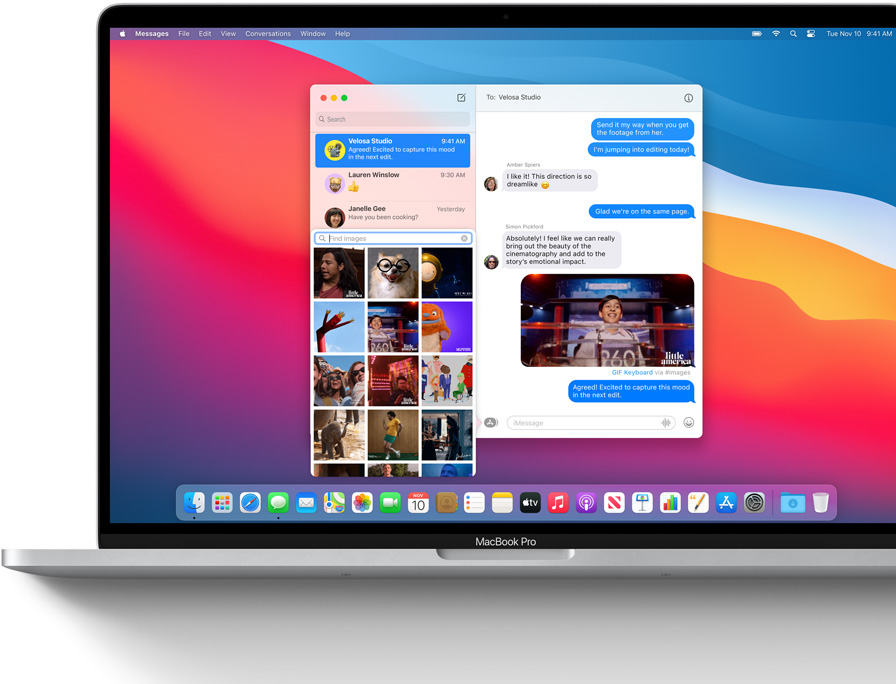 Messages File Edit View Conversations Window Help
Tue Nov 10 9:41 AM
To: Velosa Studio
Search
Velosa Studio 9:41 AM
Agreed! Excited to capture this mood
in the next edit.
Lauren Winslow 9:30 AM
Janelle Gee Yesterday
Have you been cooking?
Find images
little
america
Send it my way when you get
the footage from her.
I'm jumping into editing today!
Amber Spiers
I like it! This direction is so
dreamlike
Glad we're on the same page.
Simon Pickford
Absolutely! I feel like we can really
bring out the beauty of the
cinematography and add to the
story's emotional impact.
R60
little
america
GIF Keyboard via #images
Agreed! Excited to capture this mood
in the next edit.
iMessage
NOV
10
tv
MacBook Pro